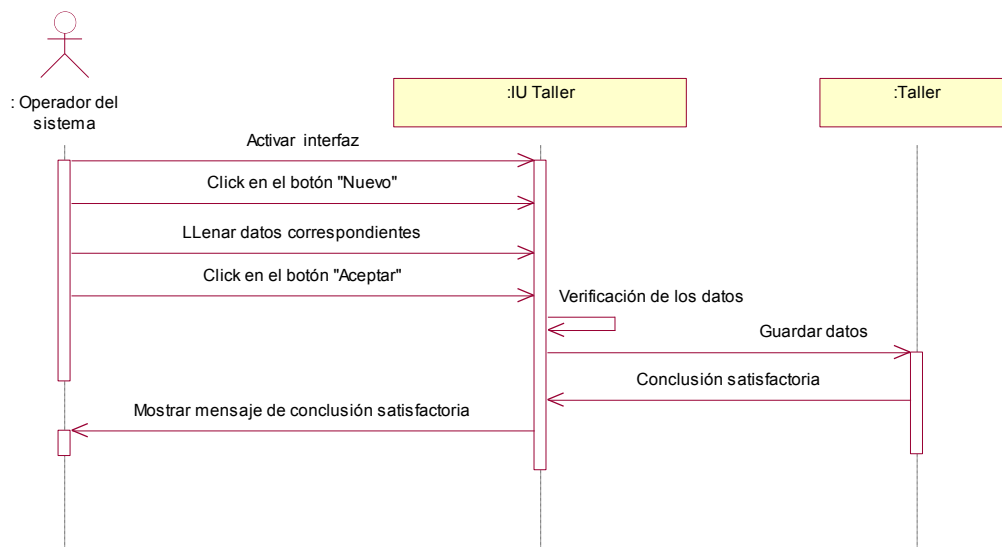 : Operador del
sistema
:IU Taller
:Taller
Activar interfaz
Click en el botón "Nuevo"
LLenar datos correspondientes
Click en el botón "Aceptar"
Verificación de los datos
Guardar datos
Conclusión satisfactoria
Mostrar mensaje de conclusión satisfactoria